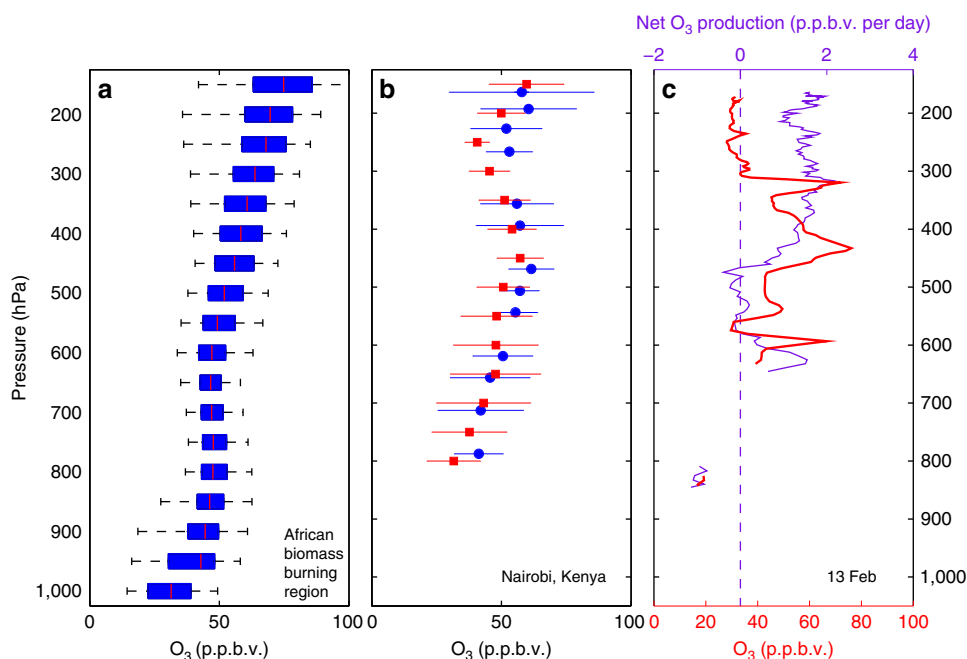 Net O3 production (p.p.b.v. per day)
−2 0 2 4
a
b
c
Pressure (hPa)
200
300
400
500
600
700
800
900
1,000
African
biomass
burning
region
Nairobi, Kenya
13 Feb
200
300
400
500
600
700
800
900
1,000
0 50 100
0 50 100
0 20 40 60 80 100
O3 (p.p.b.v.)
O3 (p.p.b.v.)
O3 (p.p.b.v.)